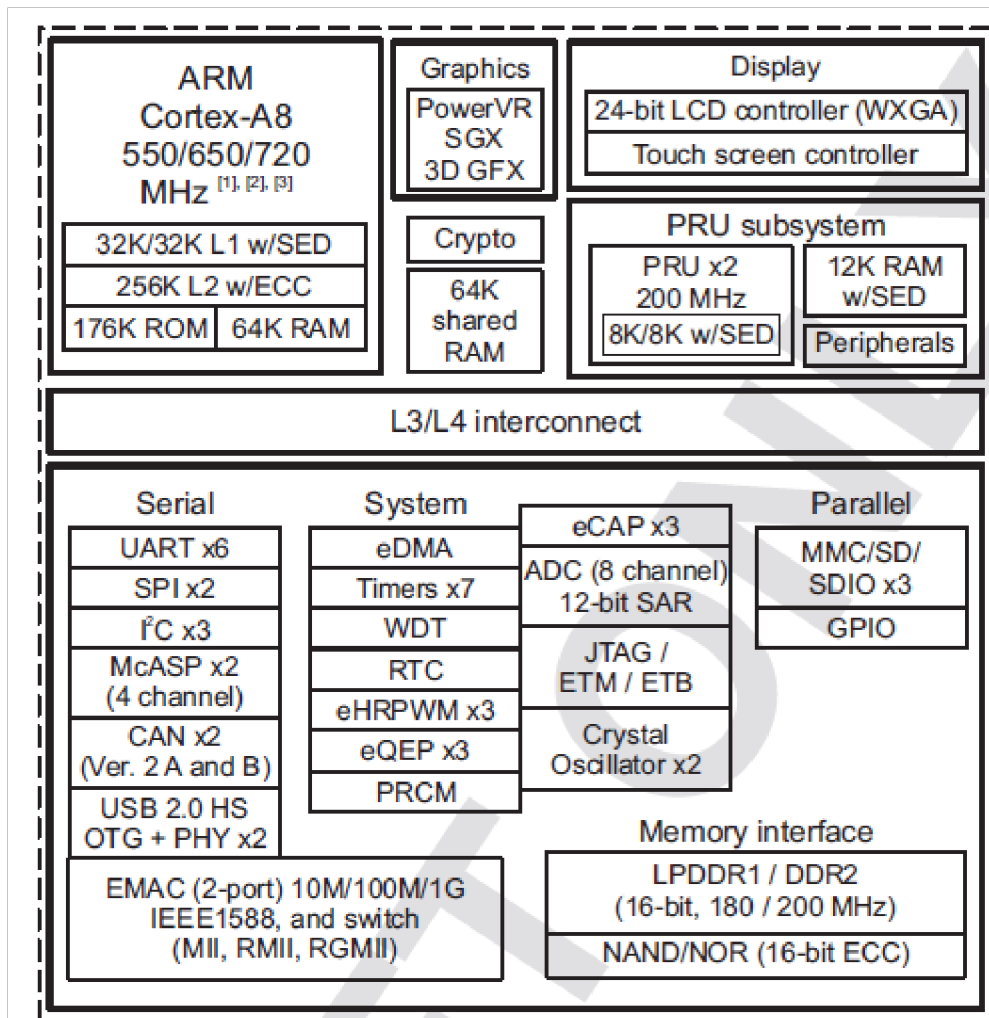 ARM
Cortex-A8
550/650/720
MHz [1], [2], [3]
32K/32K L1 w/SED
256K L2 w/ECC
176K ROM
64K RAM
Graphics
PowerVR
SGX
3D GFX
Crypto
64K
shared
RAM
Display
24-bit LCD controller (WXGA)
Touch screen controller
PRU subsystem
PRU x2
200 MHz
8K/8K w/SED
12K RAM
w/SED
Peripherals
L3/L4 interconnect
Serial
UART x6
SPI x2
I²C x3
McASP x2
(4 channel)
CAN x2
(Ver. 2 A and B)
USB 2.0 HS
OTG + PHY x2
EMAC (2-port) 10M/100M/1G
IEEE1588, and switch
(MII, RMII, RGMII)
System
eDMA
Timers x7
WDT
RTC
eHRPWM x3
eQEP x3
PRCM
eCAP x3
ADC (8 channel)
12-bit SAR
JTAG /
ETM / ETB
Crystal
Oscillator x2
Parallel
MMC/SD/
SDIO x3
GPIO
Memory interface
LPDDR1 / DDR2
(16-bit, 180 / 200 MHz)
NAND/NOR (16-bit ECC)
T ONLY